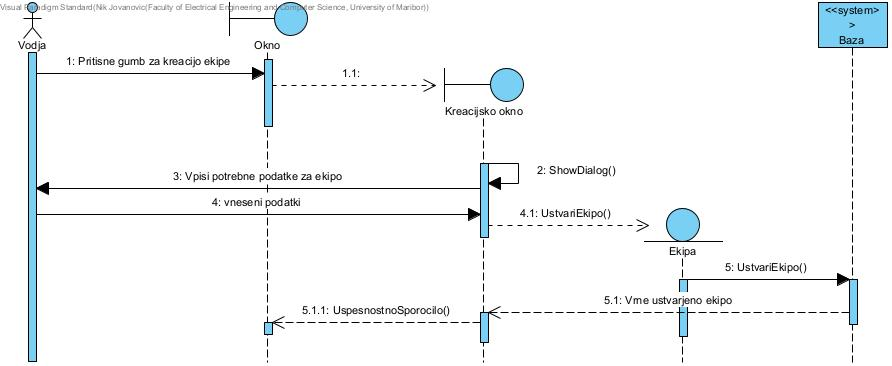 Visual Paradigm Standard(Nik Jovanovic(Faculty of Electrical Engineering and Computer Science, University of Maribor))
<<system>
>
Baza
Vodja
Okno
1: Pritisne gumb za kreacijo ekipe
1.1:
Kreacijsko okno
2: ShowDialog()
3: Vpisi potrebne podatke za ekipo
4: vneseni podatki
4.1: UstvariEkipo()
Ekipa
5: UstvariEkipo()
5.1: Vrne ustvarjeno ekipo
5.1.1: UspesnostnoSporocilo()